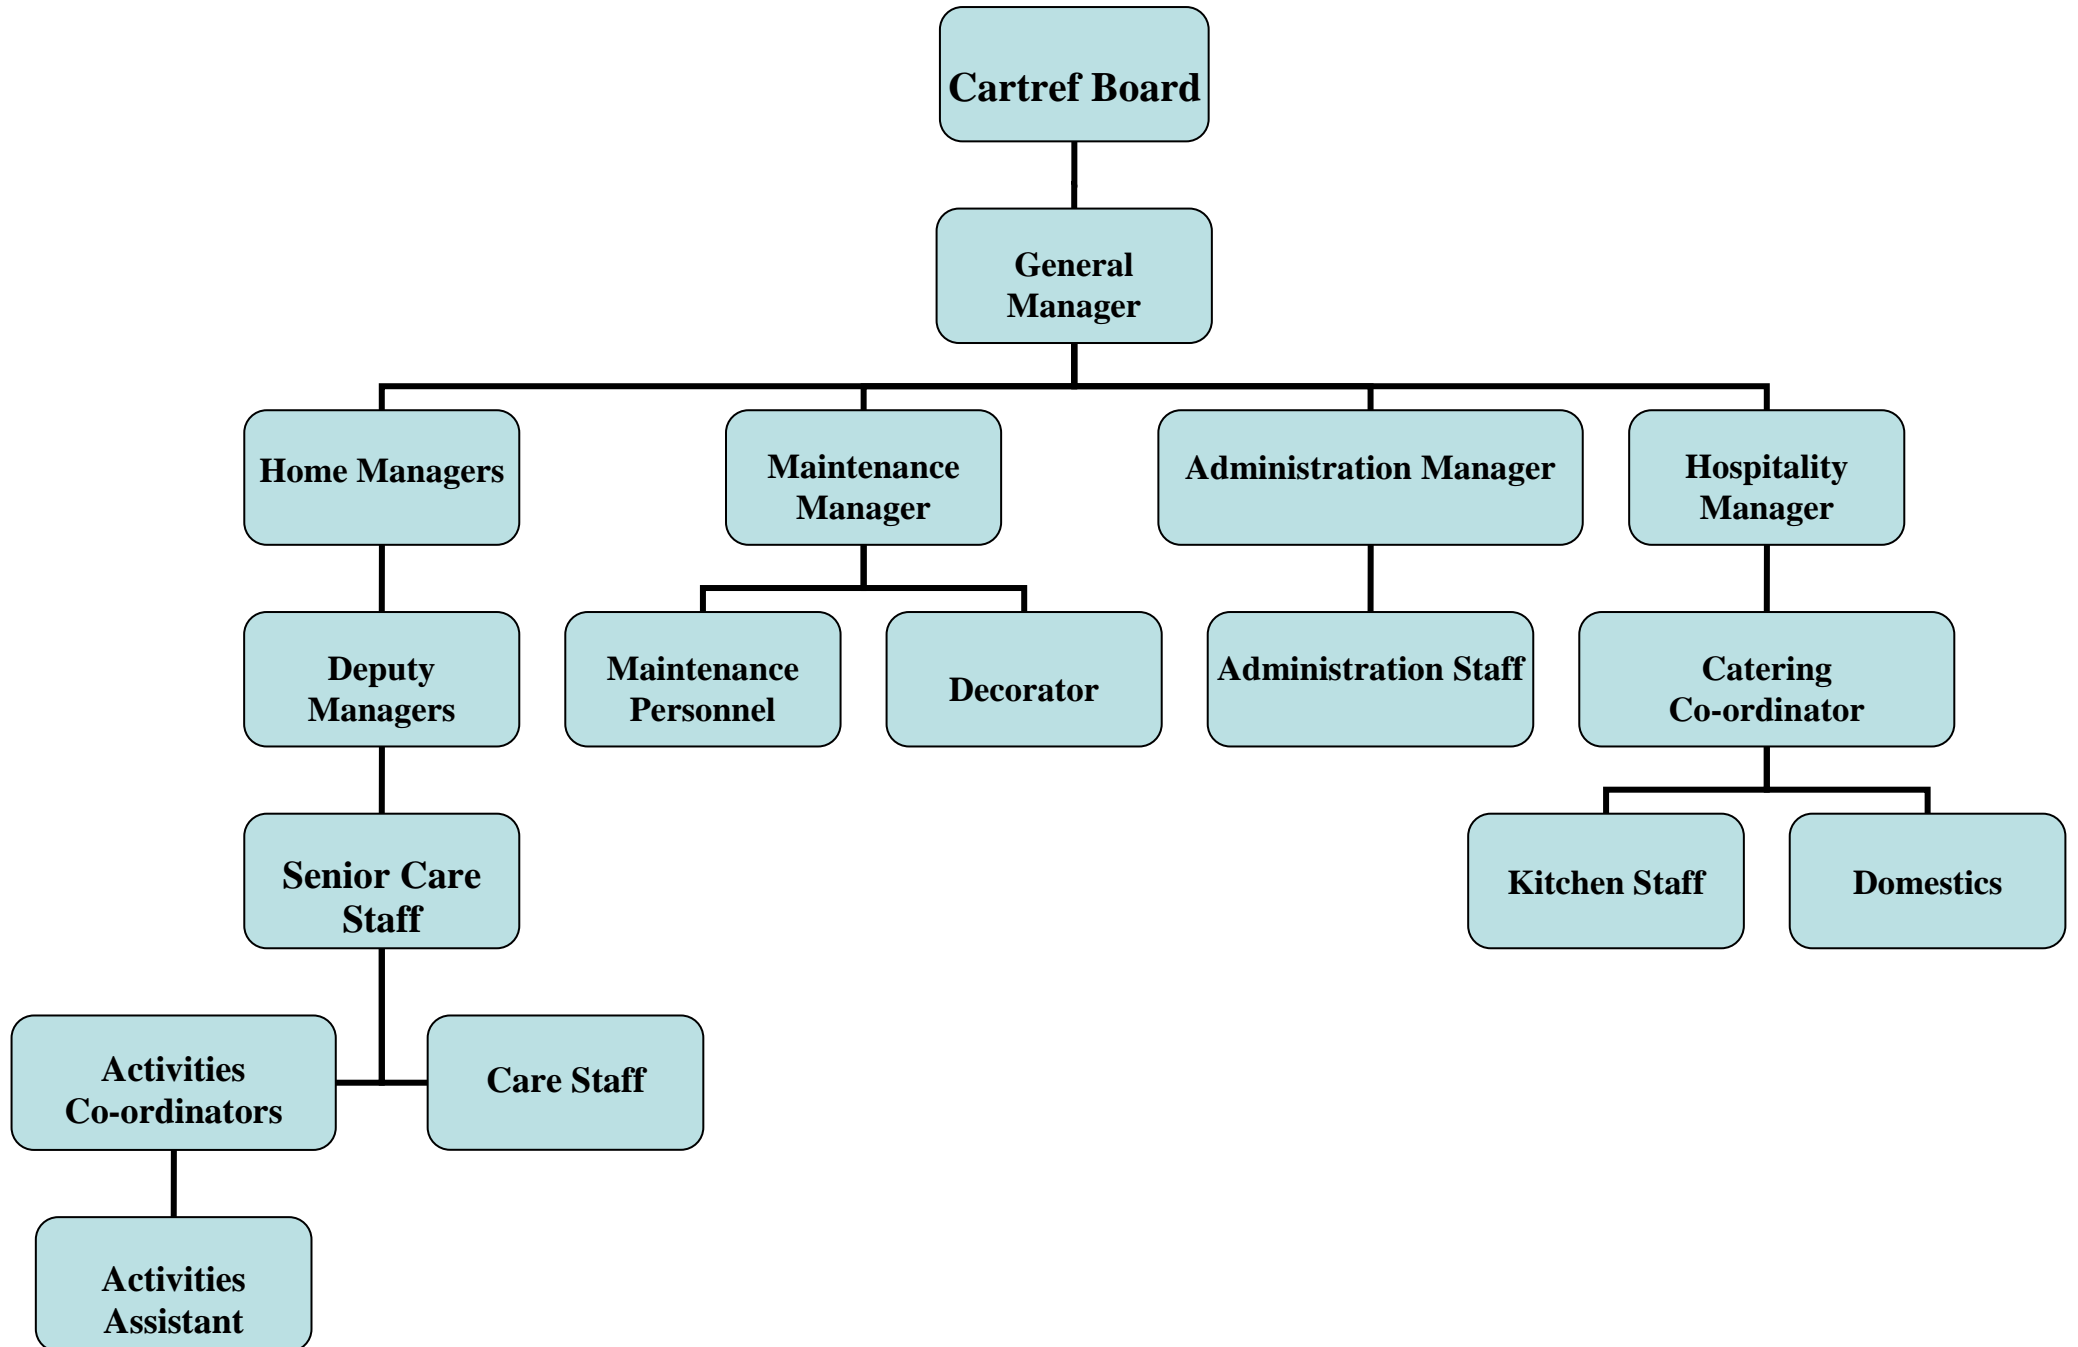 Cartref Board
General
Manager
Home Managers
Maintenance
Manager
Administration Manager
Hospitality
Manager
Deputy
Managers
Maintenance
Personnel
Decorator
Administration Staff
Catering
Co-ordinator
Senior Care
Staff
Kitchen Staff
Domestics
Activities
Co-ordinators
Care Staff
Activities
Assistant